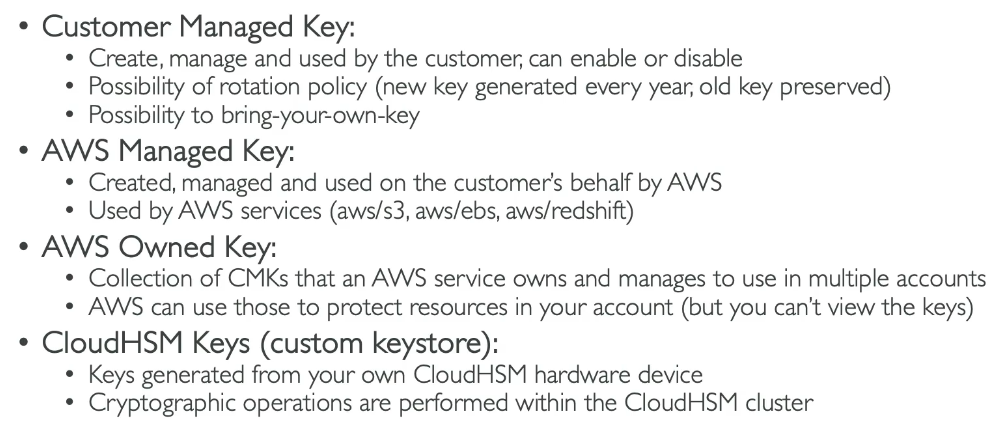 • Customer Managed Key:
• Create, manage and used by the customer, can enable or disable
• Possibility of rotation policy (new key generated every year, old key preserved)
• Possibility to bring-your-own-key
• AWS Managed Key:
• Created, managed and used on the customer's behalf by AWS
• Used by AWS services (aws/s3, aws/ebs, aws/redshift)
• AWS Owned Key:
• Collection of CMKs that an AWS service owns and manages to use in multiple accounts
• AWS can use those to protect resources in your account (but you can't view the keys)
• CloudHSM Keys (custom keystore):
• Keys generated from your own CloudHSM hardware device
• Cryptographic operations are performed within the CloudHSM cluster